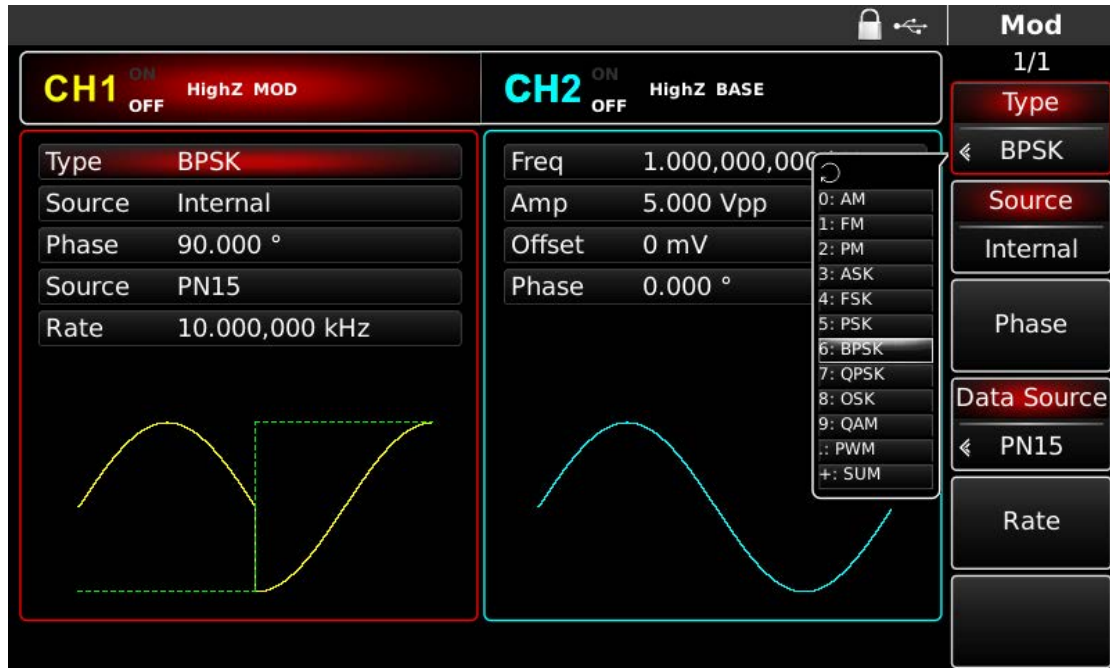 Mod
1/1
CH1 ON OFF HighZ MOD
CH2 ON OFF HighZ BASE
Type BPSK
Source Internal
Phase 90.000 °
Source PN15
Rate 10.000,000 kHz
Freq 1.000,000,000
Amp 5.000 Vpp
Offset 0 mV
Phase 0.000 °
0: AM
1: FM
2: PM
3: ASK
4: FSK
5: PSK
6: BPSK
7: QPSK
8: OSK
9: QAM
.: PWM
+: SUM
Type
BPSK
Source
Internal
Phase
Data Source
PN15
Rate